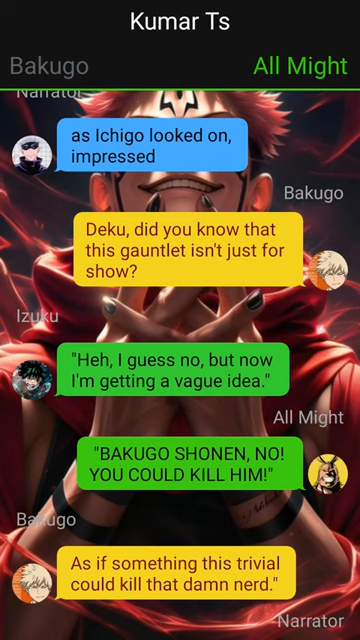 Kumar Ts
Bakugo
All Might
Narrator
as Ichigo looked on,
impressed
Bakugo
Deku, did you know that
this gauntlet isn't just for
show?
Izuku
"Heh, I guess no, but now
I'm getting a vague idea."
All Might
"BAKUGO SHONEN, NO!
YOU COULD KILL HIM!"
Bakugo
As if something this trivial
could kill that damn nerd."
Narrator